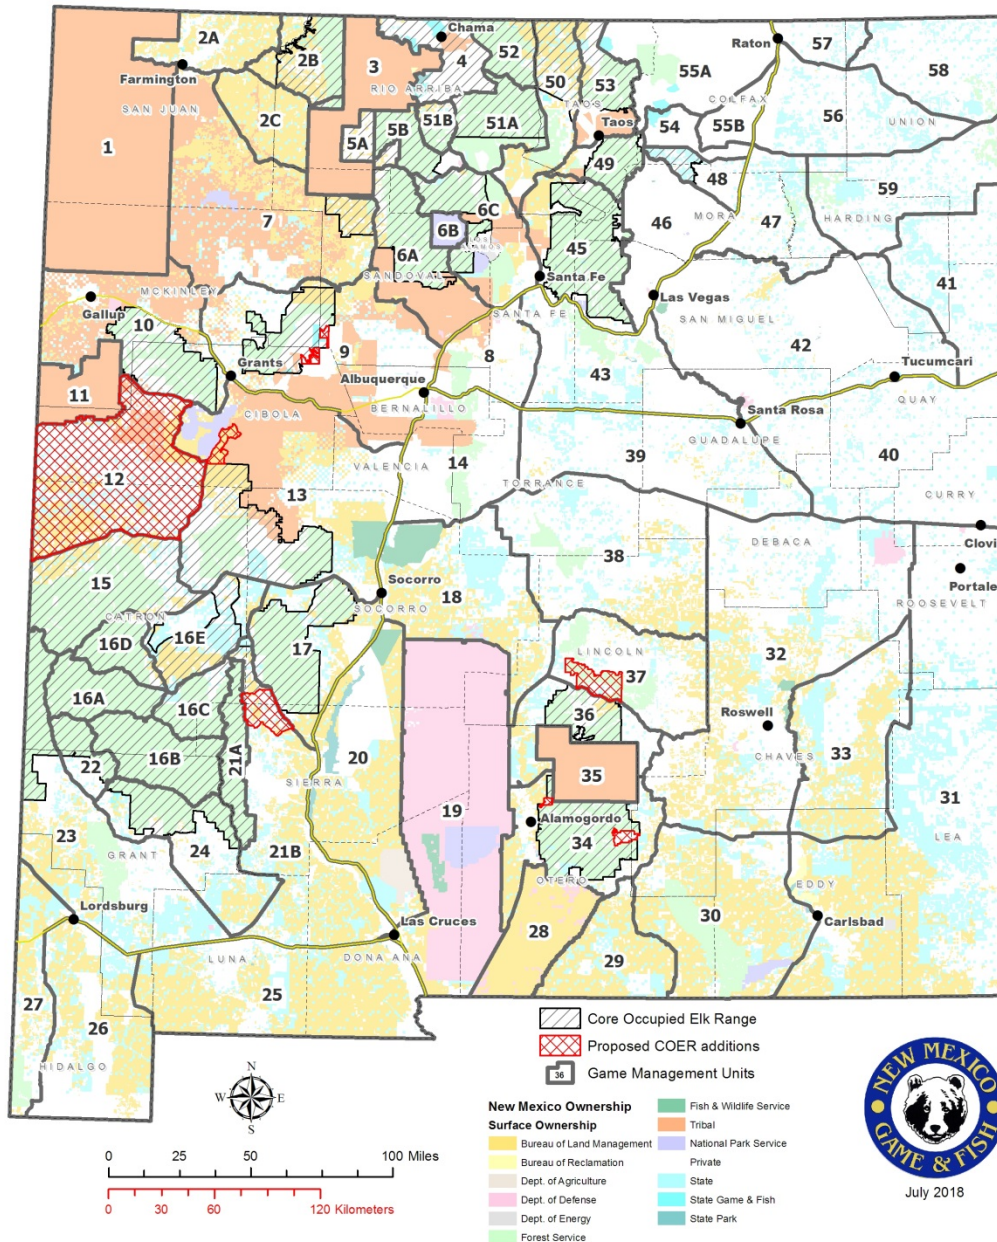 2A
2B
3
Chama
4
52
50
53
Raton
57
58
55A
Farmington
SAN JUAN
RIO ARRIBA
TAOS
COLFAX
2C
51B
51A
Taos
54
55B
56
UNION
1
5A
5B
49
48
59
7
6C
46
MORA
47
HARDING
6B
LOS
ALAMOS
45
6A
SANDOVAL
Santa Fe
41
MCKINLEY
Las Vegas
Gallup
SANTA FE
SAN MIGUEL
10
9
8
42
Tucumcari
Grants
43
11
Albuquerque
BERNALILLO
QUAY
CIBOLA
Santa Rosa
GUADALUPE
12
VALENCIA
14
39
40
TORRANCE
13
CURRY
Clovi
38
DEBACA
Portale
15
Socorro
18
ROOSEVELT
SOCORRO
CATRON
16E
16D
17
LINCOLN
32
37
16A
16C
36
Roswell
16B
21A
CHAVES
33
22
20
35
SIERRA
31
19
Alamogordo
23
34
LEA
24
21B
GRANT
OTERO
EDDY
Lordsburg
30
Carlsbad
Las Cruces
28
DONA ANA
LUNA
29
25
27
26
HIDALGO
Core Occupied Elk Range
Proposed COER additions
36
Game Management Units
N
W
E
S
New Mexico Ownership
Surface Ownership
Bureau of Land Management
Bureau of Reclamation
Dept. of Agriculture
Dept. of Defense
Dept. of Energy
Forest Service
Fish & Wildlife Service
Tribal
National Park Service
Private
State
State Game & Fish
State Park
0 25 50 100 Miles
0 30 60 120 Kilometers
NEW MEXICO
GAME & FISH
July 2018